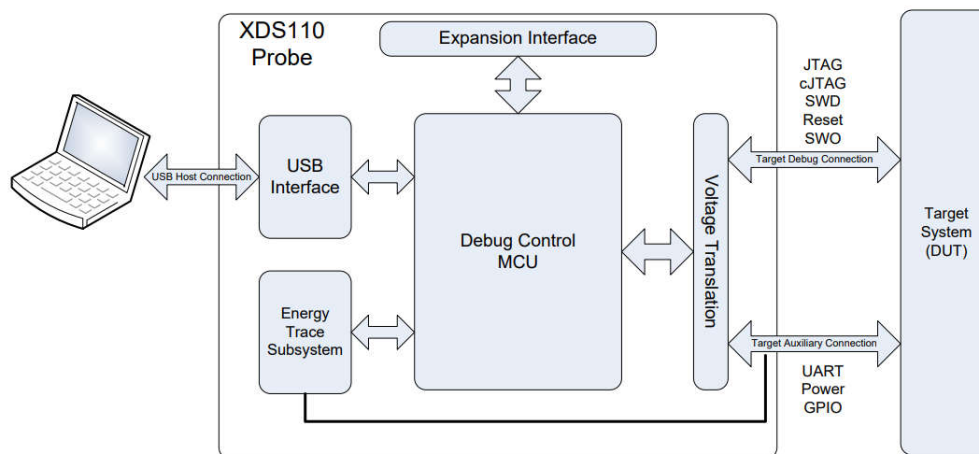 XDS110
Probe
Expansion Interface
JTAG
cJTAG
SWD
Reset
SWO
USB Host Connection
USB
Interface
Debug Control
MCU
Voltage Translation
Target Debug Connection
Target
System
(DUT)
Energy
Trace
Subsystem
Target Auxiliary Connection
UART
Power
GPIO